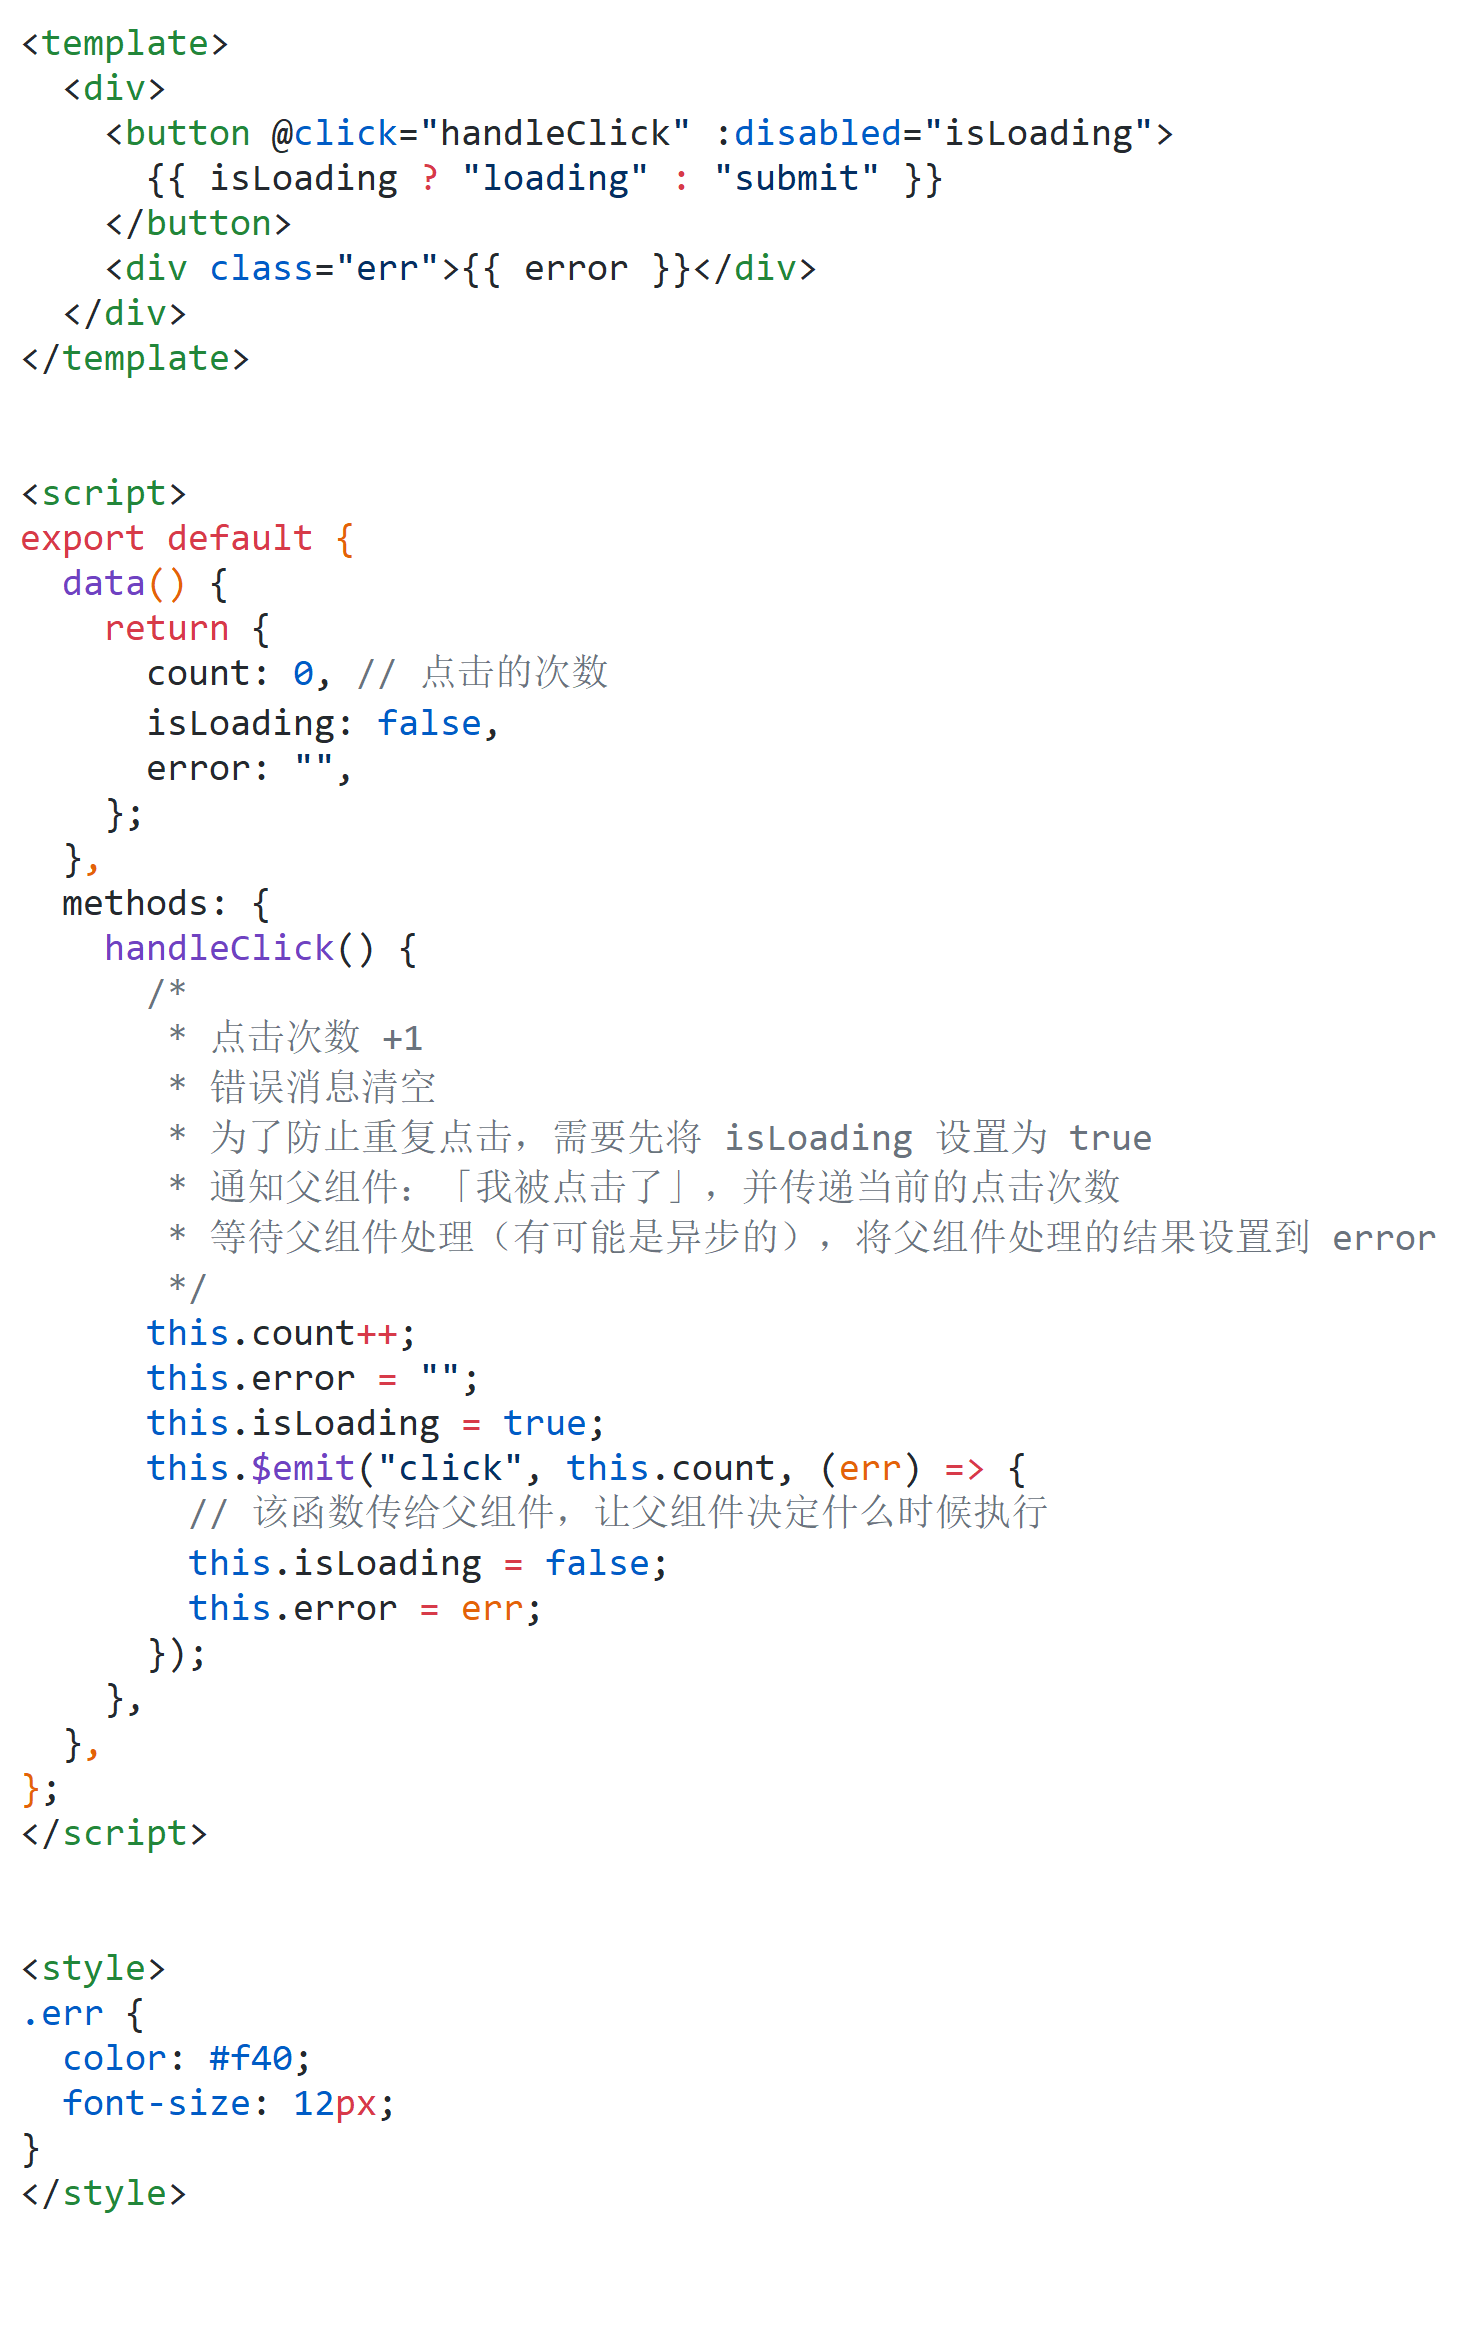 <template>
  <div>
    <button @click="handleClick" :disabled="isLoading">
      {{ isLoading ? "loading" : "submit" }}
    </button>
    <div class="err">{{ error }}</div>
  </div>
</template>
<script>
export default {
  data() {
    return {
      count: 0, // 点击的次数
      isLoading: false,
      error: "",
    };
  },
  methods: {
    handleClick() {
      /*
       * 点击次数 +1
       * 错误消息清空
       * 为了防止重复点击，需要先将 isLoading 设置为 true
       * 通知父组件：「我被点击了」，并传递当前的点击次数
       * 等待父组件处理（有可能是异步的），将父组件处理的结果设置到 error
       */
      this.count++;
      this.error = "";
      this.isLoading = true;
      this.$emit("click", this.count, (err) => {
        // 该函数传给父组件，让父组件决定什么时候执行
        this.isLoading = false;
        this.error = err;
      });
    },
  },
};
</script>
<style>
.err {
  color: #f40;
  font-size: 12px;
}
</style>